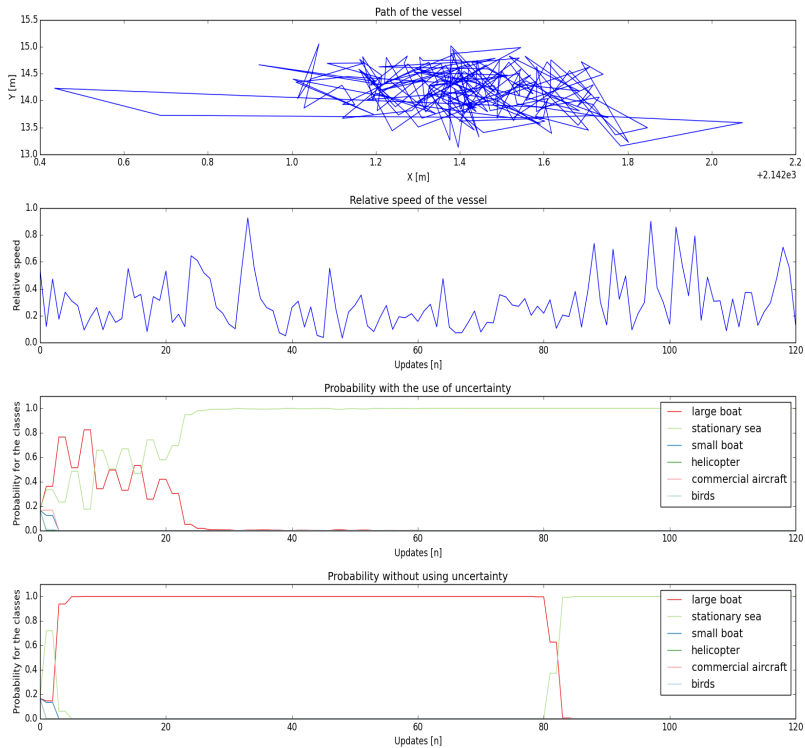 Path of the vessel
15.5
15.0
14.5
14.0
13.5
13.0
Y [m]
0.4 0.6 0.8 1.0 1.2 1.4 1.6 1.8 2.0 2.2
X [m]
+2.142e3
Relative speed of the vessel
1.0
0.8
0.6
0.4
0.2
0.0
Relative speed
0 20 40 60 80 100 120
Updates [n]
Probability with the use of uncertainty
1.0
0.8
0.6
0.4
0.2
0.0
Probability for the classes
large boat
stationary sea
small boat
helicopter
commercial aircraft
birds
0 20 40 60 80 100 120
Updates [n]
Probability without using uncertainty
1.0
0.8
0.6
0.4
0.2
0.0
Probability for the classes
large boat
stationary sea
small boat
helicopter
commercial aircraft
birds
0 20 40 60 80 100 120
Updates [n]